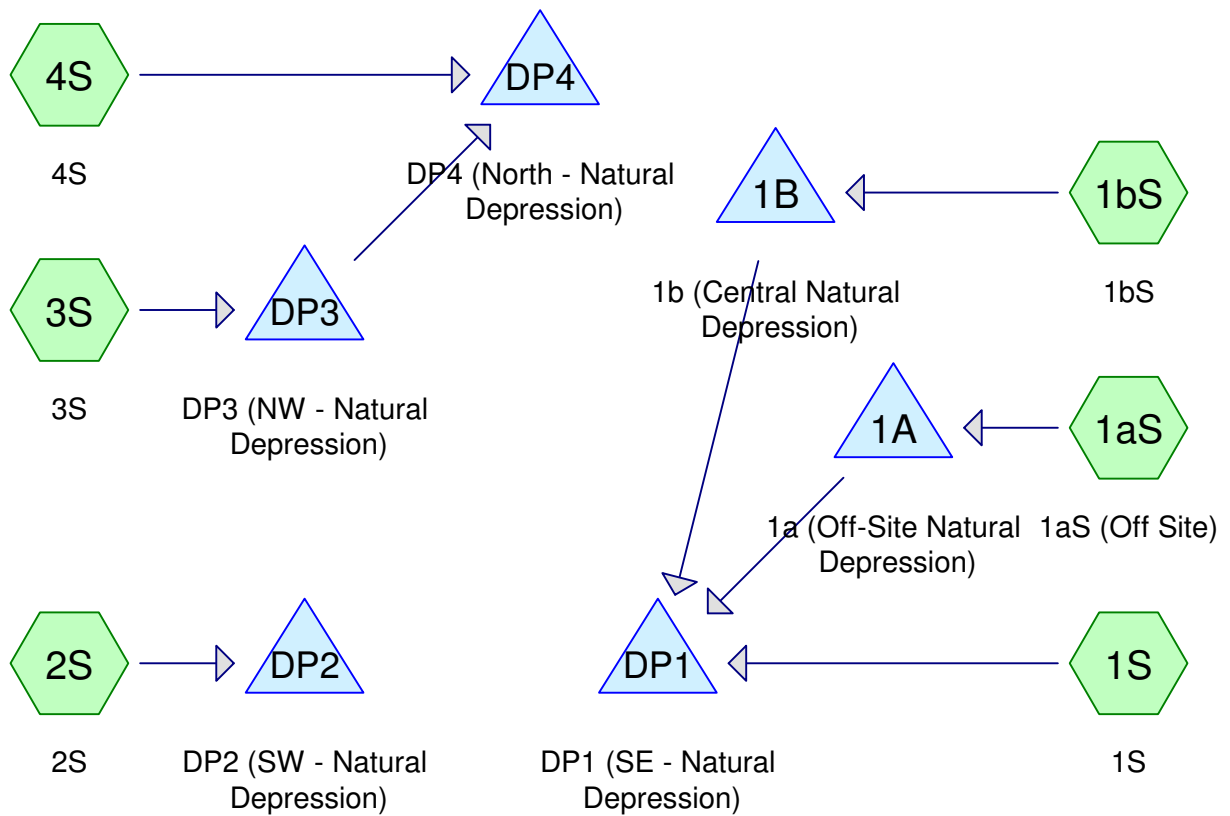 4S
DP4
4S
DP4 (North - Natural
Depression)
1B
1bS
1b (Central Natural
Depression)
1bS
3S
DP3
3S
DP3 (NW - Natural
Depression)
1A
1aS
1a (Off-Site Natural
Depression)
1aS (Off Site)
2S
DP2
DP1
1S
2S
DP2 (SW - Natural
Depression)
DP1 (SE - Natural
Depression)
1S